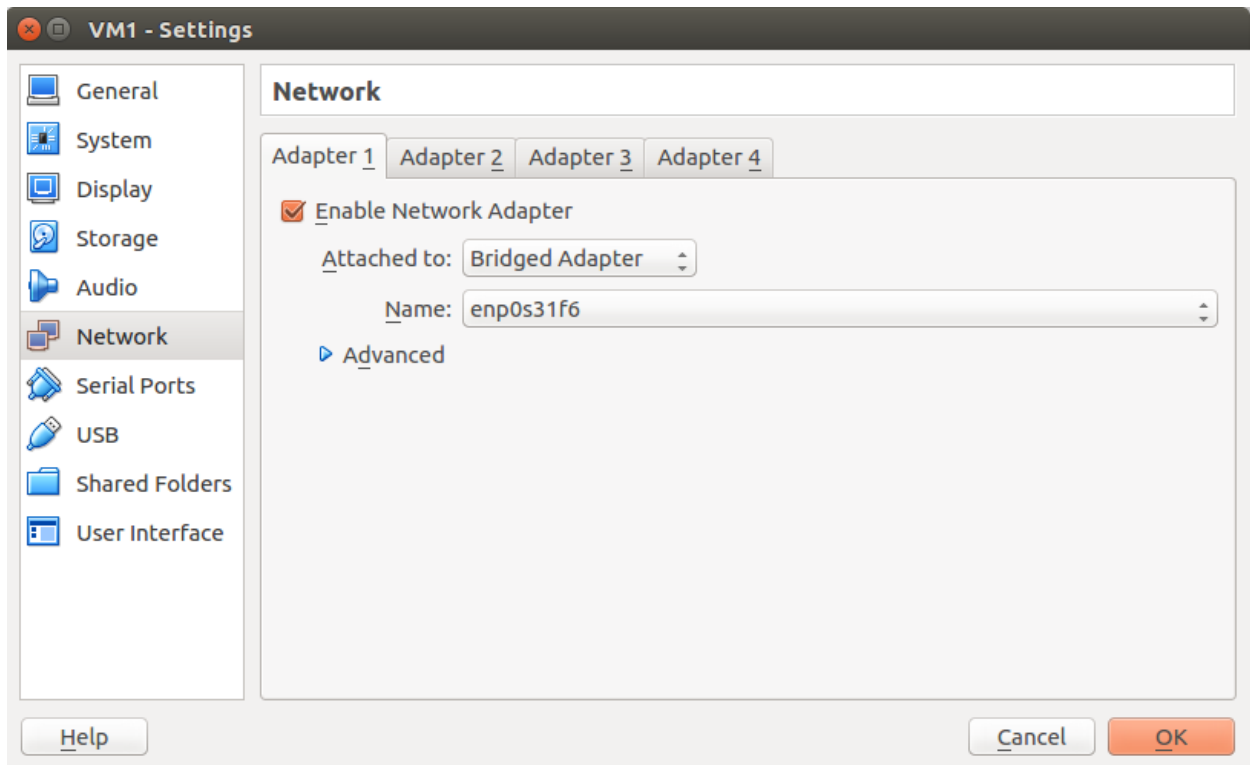 VM1 - Settings
General
System
Display
Storage
Audio
Network
Serial Ports
USB
Shared Folders
User Interface
Network
Adapter 1 Adapter 2 Adapter 3 Adapter 4
Enable Network Adapter
Attached to: Bridged Adapter
Name: enp0s31f6
Advanced
Help Cancel OK